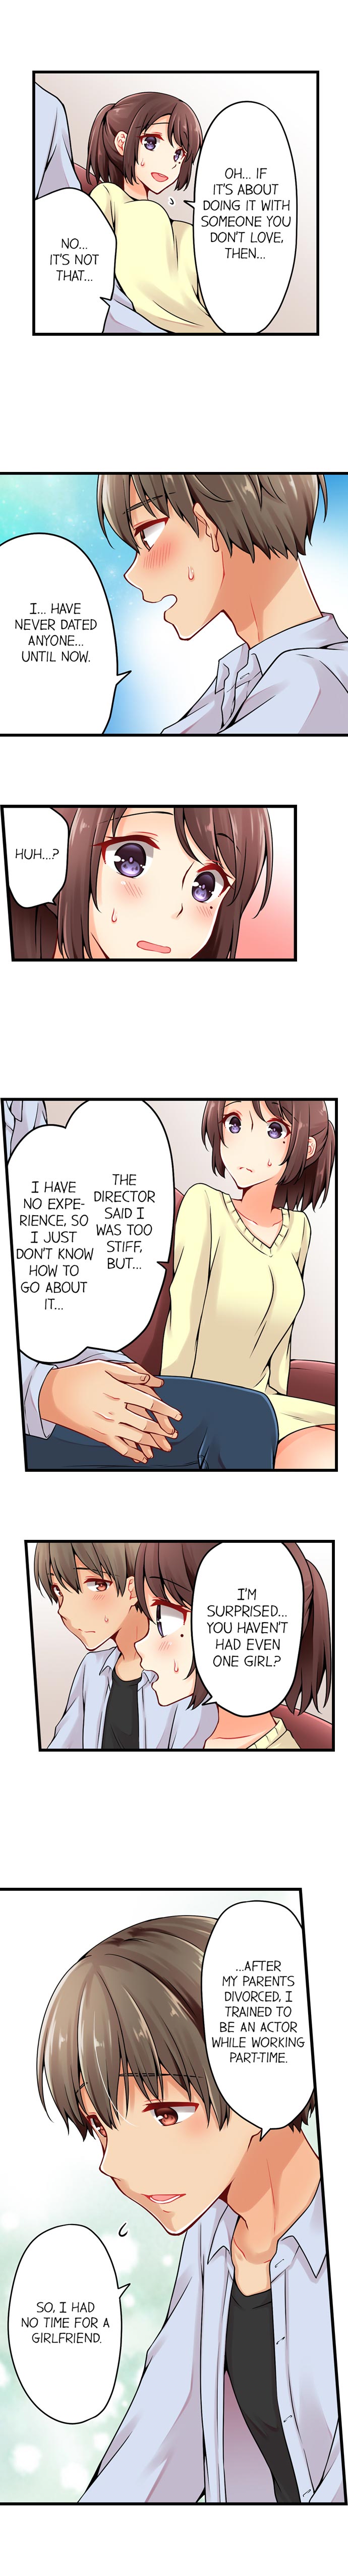 OH... IF
IT'S ABOUT
DOING IT WITH
SOMEONE YOU
DON'T LOVE,
THEN...
NO...
IT'S NOT
THAT...
I... HAVE
NEVER DATED
ANYONE...
UNTIL NOW.
HUH...?
THE
DIRECTOR
SAID I
WAS TOO
STIFF,
BUT...
I HAVE
NO EXPE-
RIENCE, SO
I JUST
DON'T KNOW
HOW TO
GO ABOUT
IT...
I'M
SURPRISED...
YOU HAVEN'T
HAD EVEN
ONE GIRL?
...AFTER
MY PARENTS
DIVORCED, I
TRAINED TO
BE AN ACTOR
WHILE WORKING
PART-TIME.
SO, I HAD
NO TIME FOR A
GIRLFRIEND.